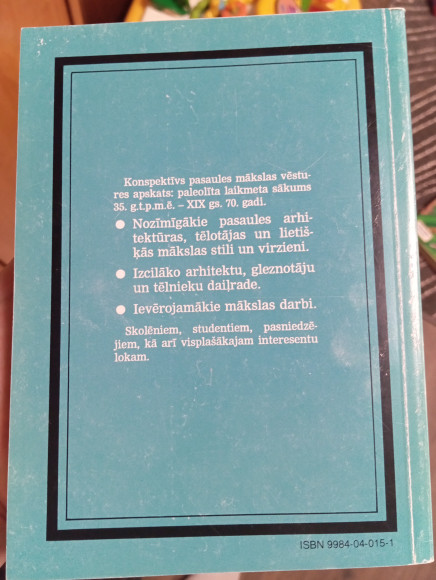 Konspektīvs pasaules mākslas vēstu-
res apskats: paleolīta laikmeta sākums
35. g.t.p.m.ē. – XIX gs. 70. gadi.
● Nozīmīgākie pasaules arhi-
tektūras, tēlotājas un lietiš-
ķās mākslas stili un virzieni.
● Izcilāko arhitektu, gleznotāju
un tēlnieku daiļrade.
● Ievērojamākie mākslas darbi.
Skolēniem, studentiem, pasniedzē-
jiem, kā arī visplašākajam interesentu
lokam.
ISBN 9984-04-015-1